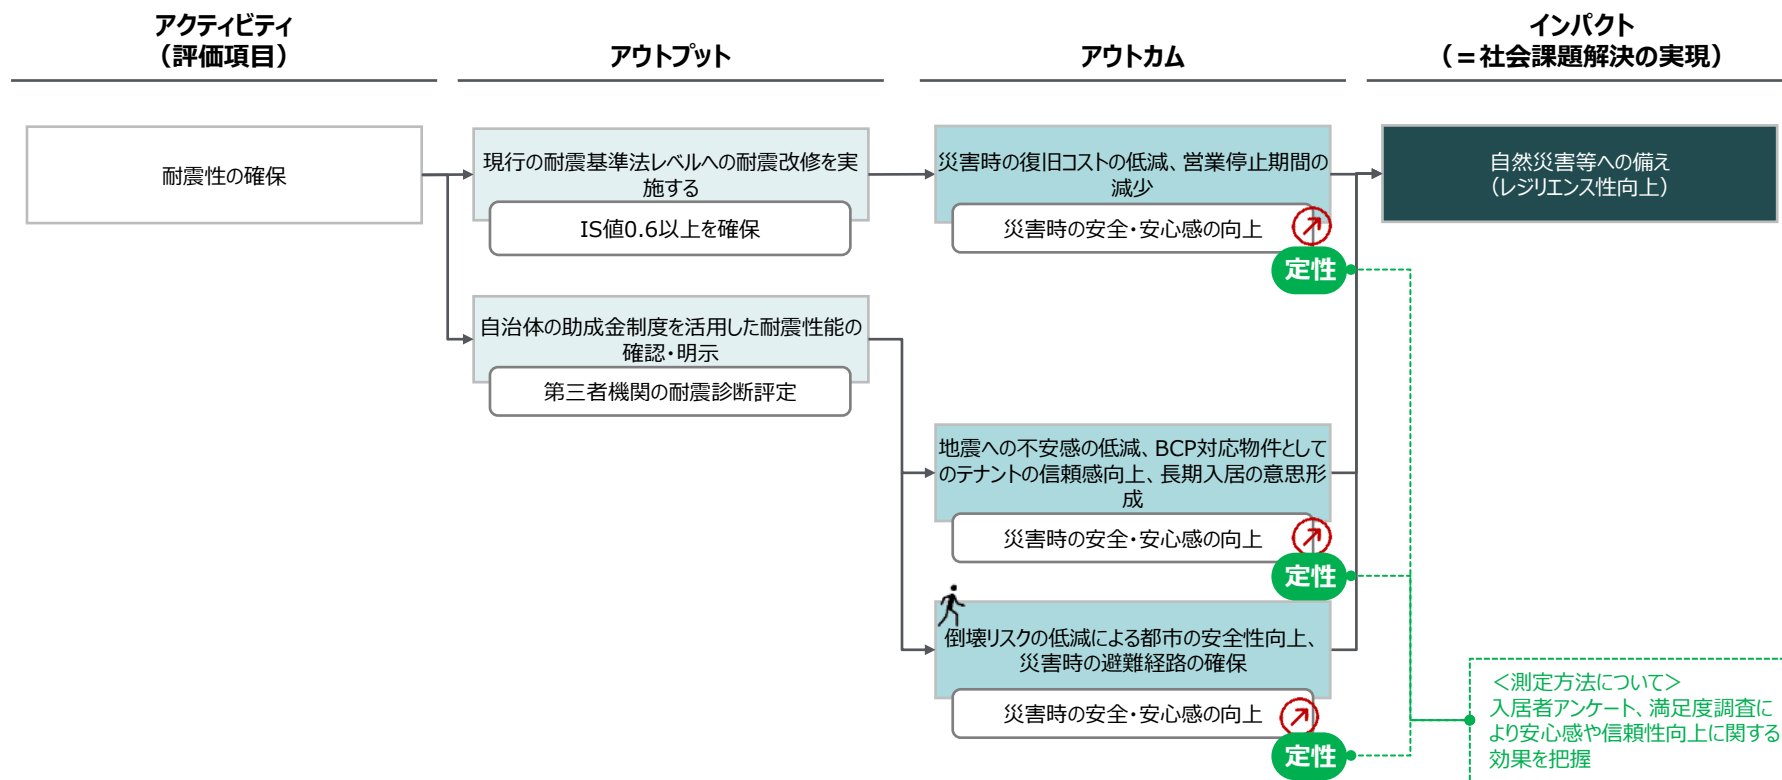 アクティビティ
（評価項目）
アウトプット
アウトカム
インパクト
（＝社会課題解決の実現）
耐震性の確保
現行の耐震基準法レベルへの耐震改修を実
施する
IS値0.6以上を確保
自治体の助成金制度を活用した耐震性能の
確認・明示
第三者機関の耐震診断評定
災害時の復旧コストの低減、営業停止期間の
減少
災害時の安全・安心感の向上
定性
地震への不安感の低減、BCP対応物件として
のテナントの信頼感向上、長期入居の意思形
成
災害時の安全・安心感の向上
定性
倒壊リスクの低減による都市の安全性向上、
災害時の避難経路の確保
災害時の安全・安心感の向上
定性
自然災害等への備え
（レジリエンス性向上）
＜測定方法について＞
入居者アンケート、満足度調査に
より安心感や信頼性向上に関する
効果を把握